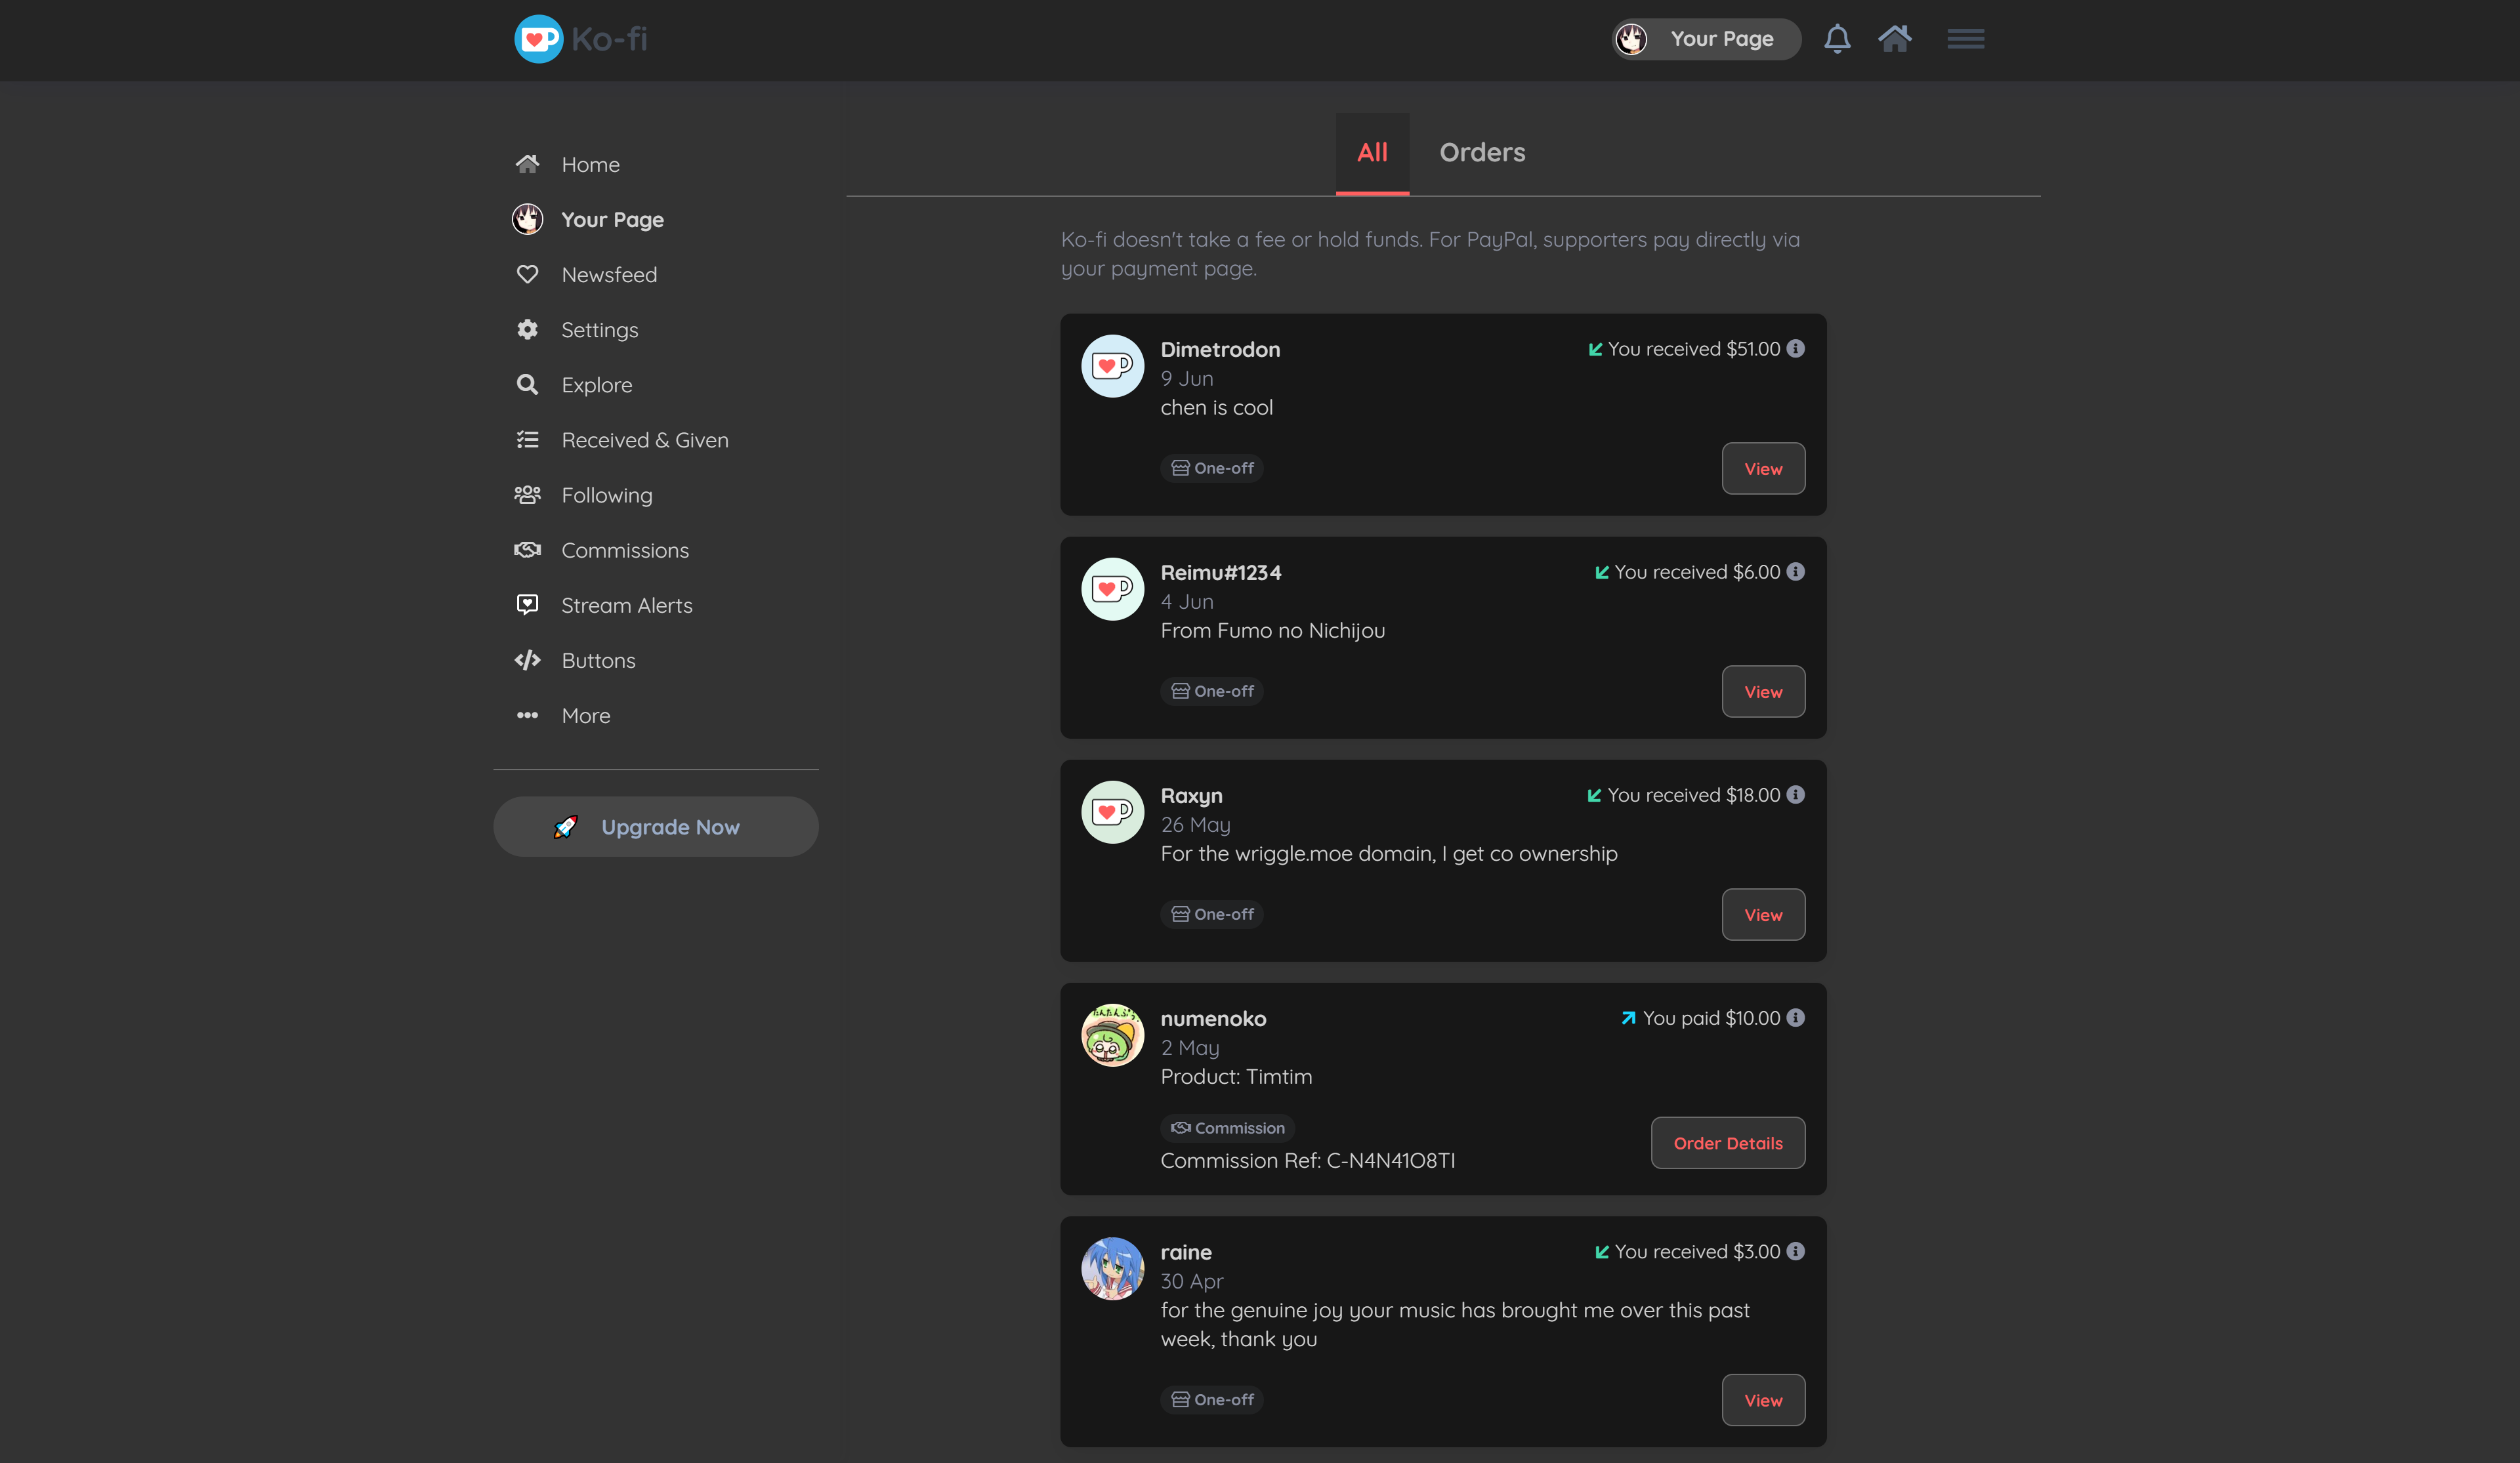 Ko-fi
Your Page
Home
Your Page
Newsfeed
Settings
Explore
Received & Given
Following
Commissions
Stream Alerts
Buttons
More
Upgrade Now
All
Orders
Ko-fi doesn't take a fee or hold funds. For PayPal, supporters pay directly via
your payment page.
Dimetrodon
You received $51.00
9 Jun
chen is cool
One-off
View
Reimu#1234
You received $6.00
4 Jun
From Fumo no Nichijou
One-off
View
Raxyn
You received $18.00
26 May
For the wriggle.moe domain, I get co ownership
One-off
View
numenoko
You paid $10.00
2 May
Product: Timtim
Commission
Commission Ref: C-N4N41O8TI
Order Details
raine
You received $3.00
30 Apr
for the genuine joy your music has brought me over this past
week, thank you
One-off
View